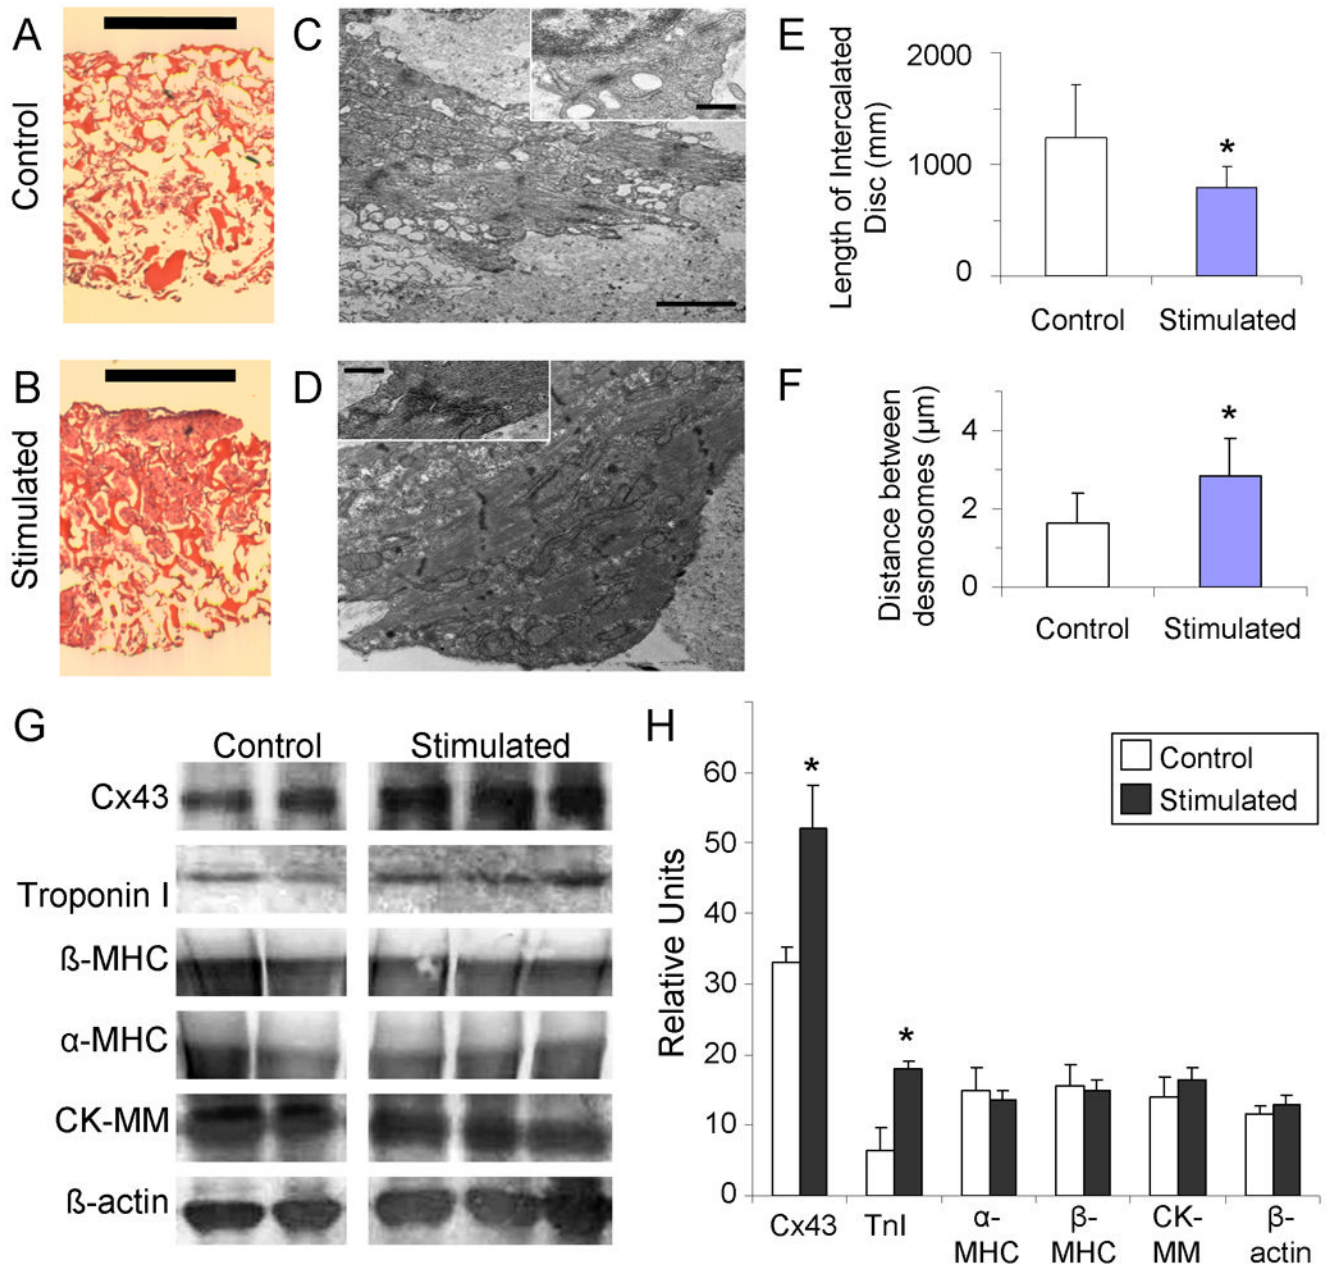 A
Control
B
Stimulated
C
D
E
Length of Intercalated
Disc (mm)
2000
1000
0
*
Control
Stimulated
F
Distance between
desmosomes (µm)
4
2
0
*
Control
Stimulated
G
Control
Stimulated
Cx43
Troponin I
ß-MHC
α-MHC
CK-MM
ß-actin
H
Relative Units
60
50
40
30
20
10
0
*
*
Control
Stimulated
Cx43
TnI
α-
MHC
β-
MHC
CK-
MM
β-
actin